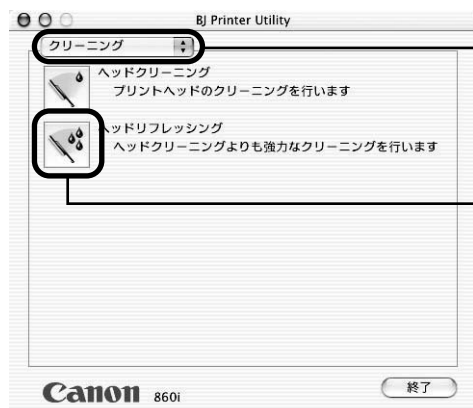 BJ Printer Utility
クリーニング
ヘッドクリーニング
プリントヘッドのクリーニングを行います
ヘッドリフレッシング
ヘッドクリーニングよりも強力なクリーニングを行います
Canon 860i
終了